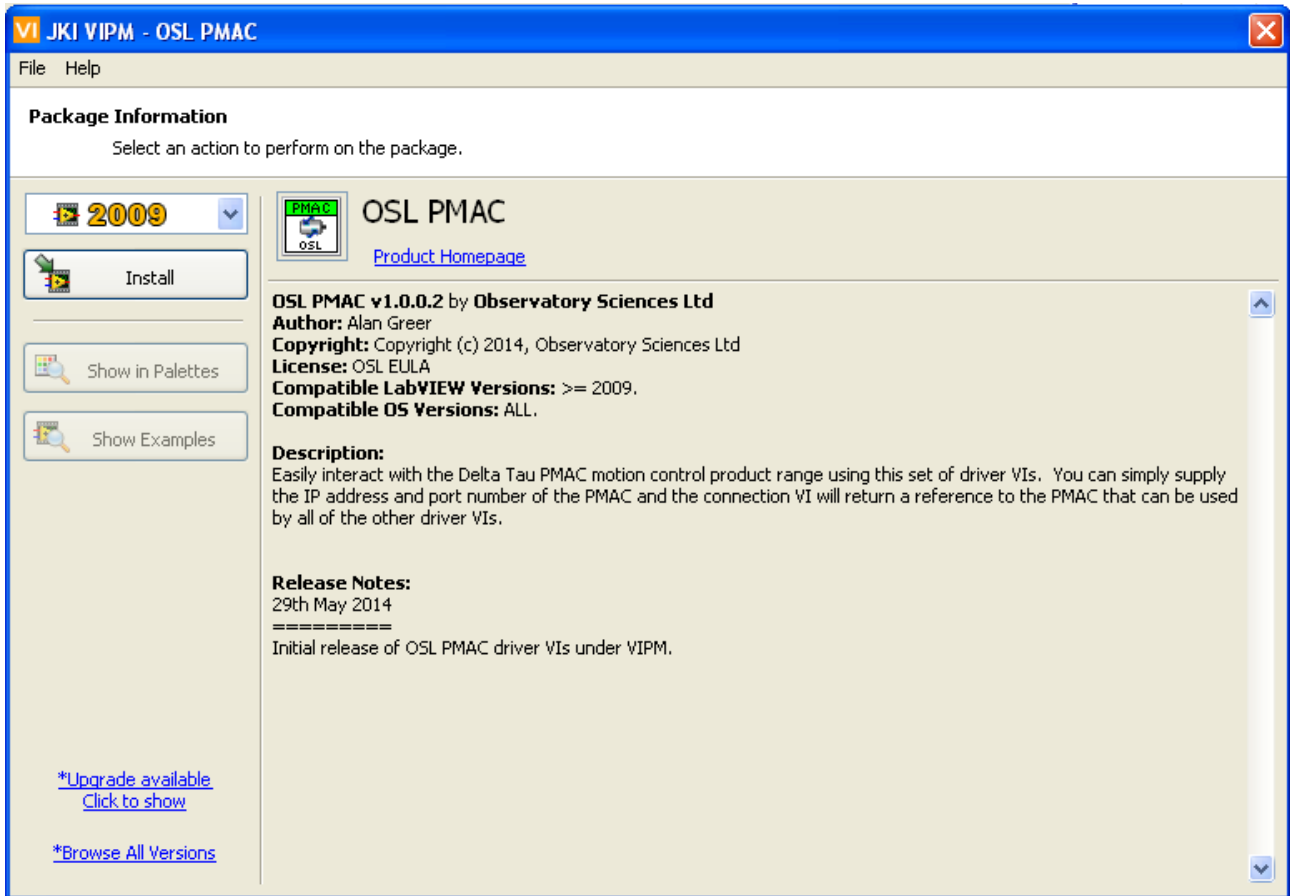 VI JKI VIPM - OSL PMAC
File Help
Package Information
Select an action to perform on the package.
2009
Install
Show in Palettes
Show Examples
*Upgrade available
Click to show
*Browse All Versions
PMAC
OSL
OSL PMAC
Product Homepage
OSL PMAC v1.0.0.2 by Observatory Sciences Ltd
Author: Alan Greer
Copyright: Copyright (c) 2014, Observatory Sciences Ltd
License: OSL EULA
Compatible LabVIEW Versions: >= 2009.
Compatible OS Versions: ALL.
Description:
Easily interact with the Delta Tau PMAC motion control product range using this set of driver VIs.  You can simply supply
the IP address and port number of the PMAC and the connection VI will return a reference to the PMAC that can be used
by all of the other driver VIs.
Release Notes:
29th May 2014
=========
Initial release of OSL PMAC driver VIs under VIPM.